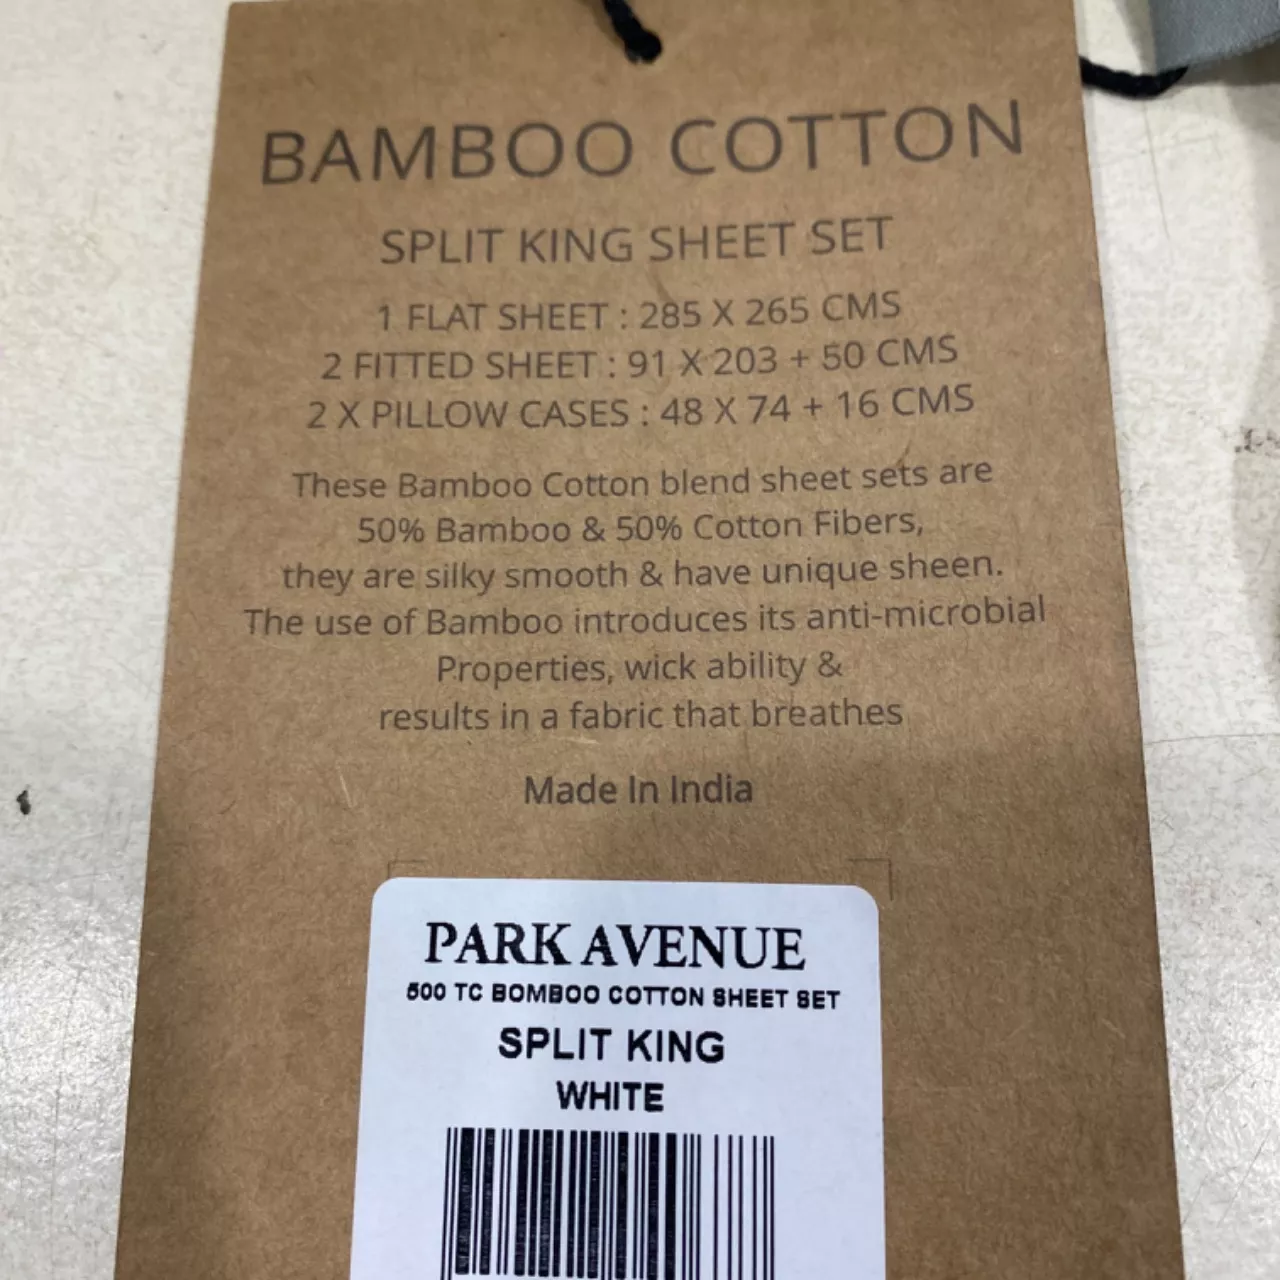 BAMBOO COTTON
SPLIT KING SHEET SET
1 FLAT SHEET : 285 X 265 CMS
2 FITTED SHEET : 91 X 203 + 50 CMS
2 X PILLOW CASES : 48 X 74 + 16 CMS
These Bamboo Cotton blend sheet sets are
50% Bamboo & 50% Cotton Fibers,
they are silky smooth & have unique sheen.
The use of Bamboo introduces its anti-microbial
Properties, wick ability &
results in a fabric that breathes
Made In India
PARK AVENUE
500 TC BOMBOO COTTON SHEET SET
SPLIT KING
WHITE